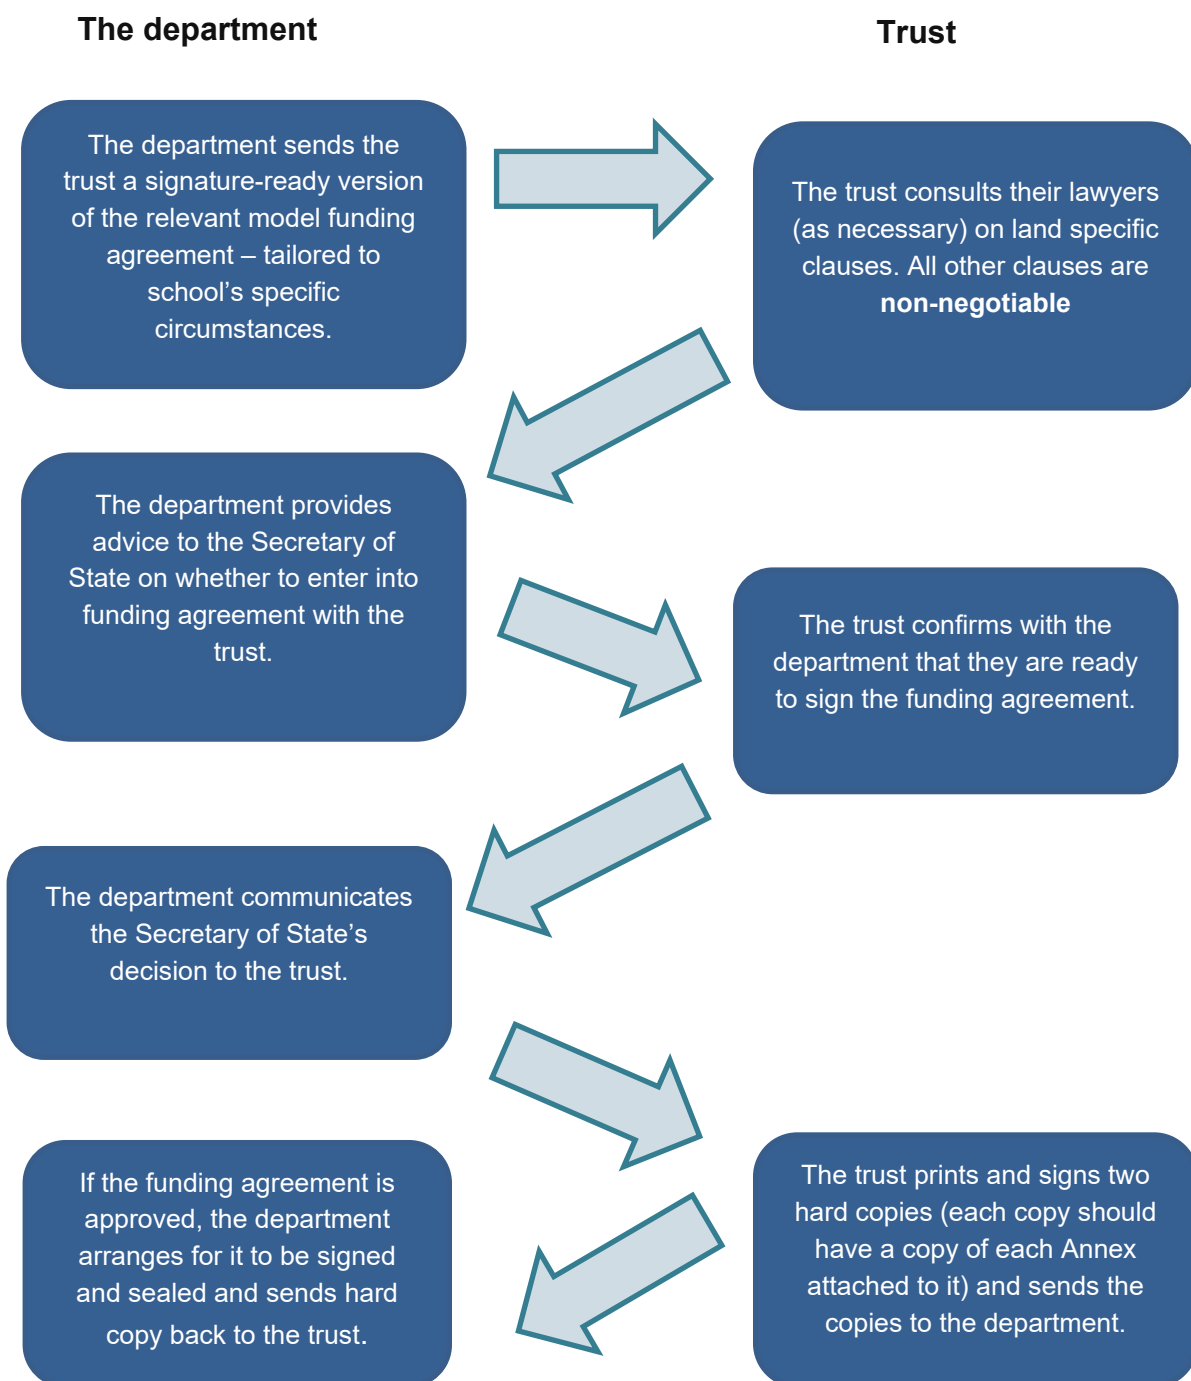 The department
Trust
The department sends the
trust a signature-ready version
of the relevant model funding
agreement – tailored to
school’s specific
circumstances.
The trust consults their lawyers
(as necessary) on land specific
clauses. All other clauses are
non-negotiable
The department provides
advice to the Secretary of
State on whether to enter into
funding agreement with the
trust.
The trust confirms with the
department that they are ready
to sign the funding agreement.
The department communicates
the Secretary of State’s
decision to the trust.
The trust prints and signs two
hard copies (each copy should
have a copy of each Annex
attached to it) and sends the
copies to the department.
If the funding agreement is
approved, the department
arranges for it to be signed
and sealed and sends hard
copy back to the trust.